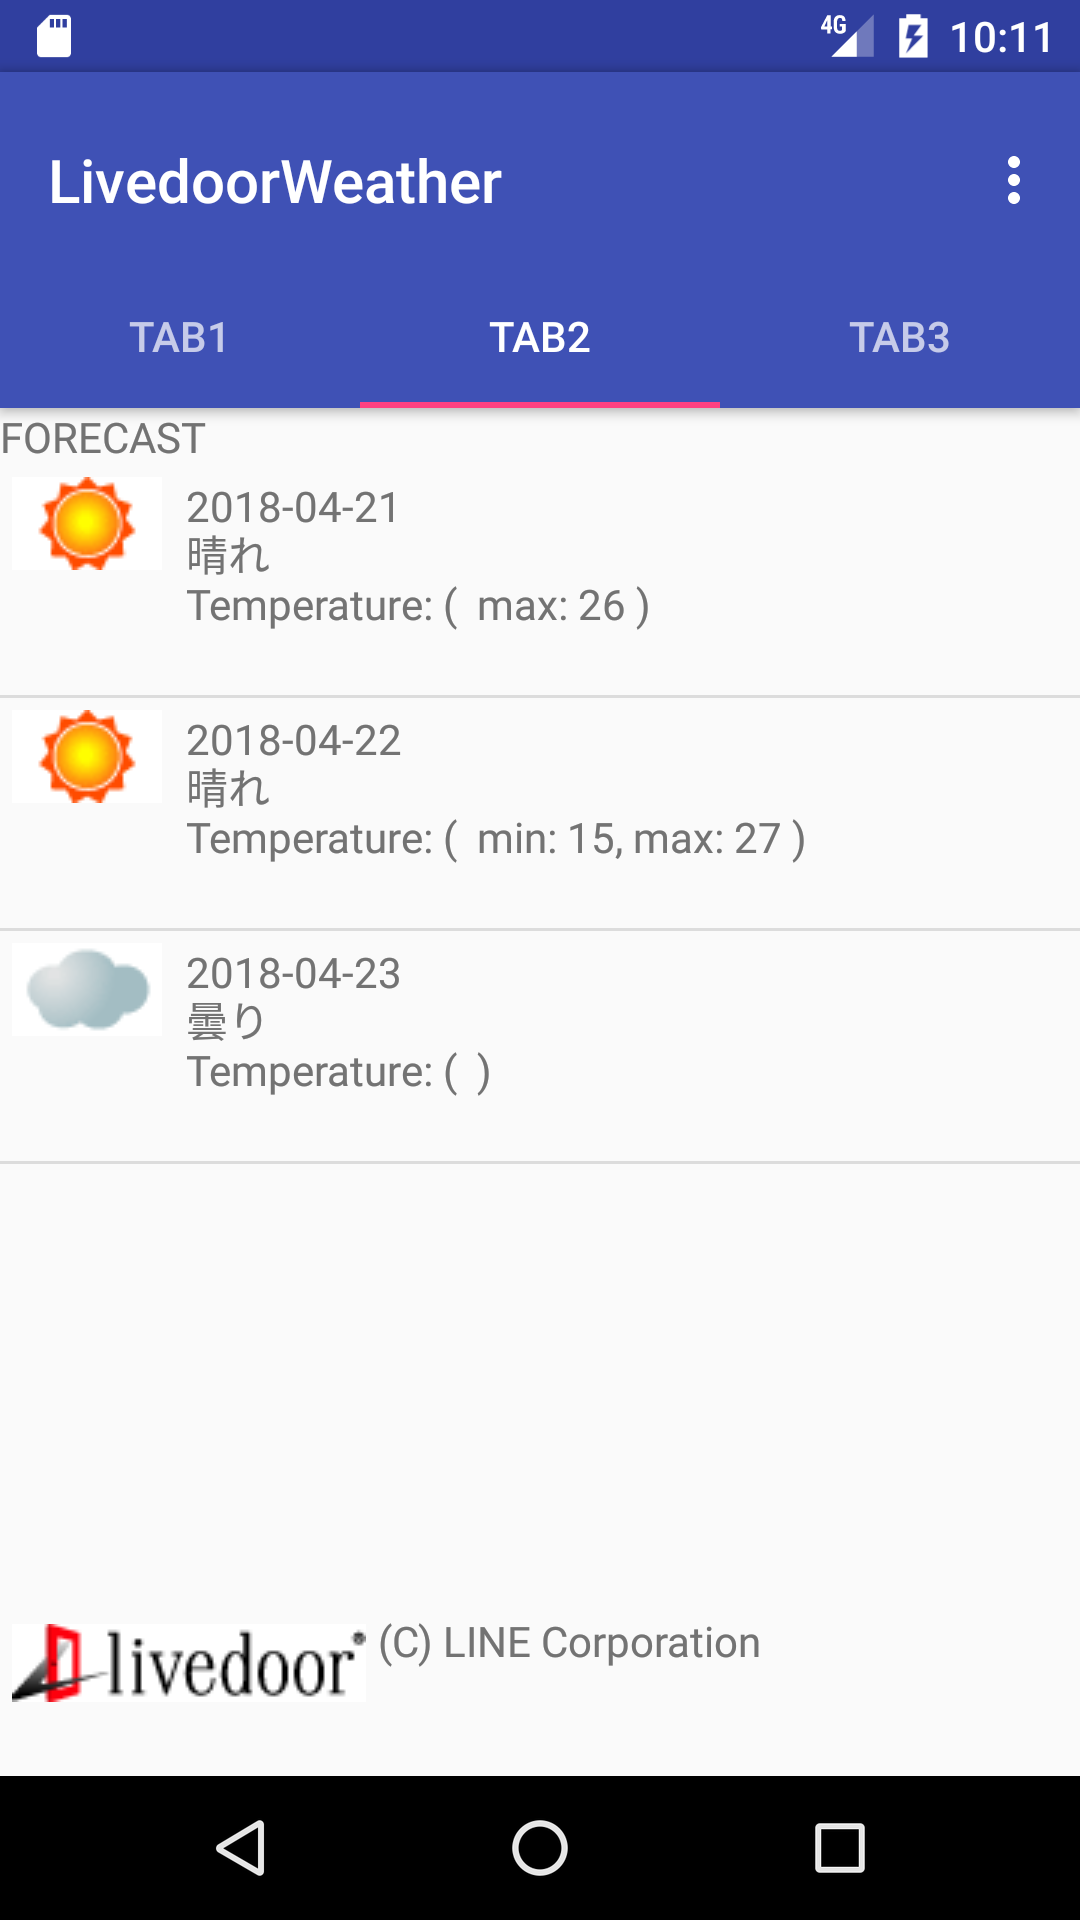 4G 10:11
LivedoorWeather
TAB1 TAB2 TAB3
FORECAST
2018-04-21
晴れ
Temperature: (  max: 26 )
2018-04-22
晴れ
Temperature: (  min: 15, max: 27 )
2018-04-23
曇り
Temperature: (  )
livedoor® (C) LINE Corporation